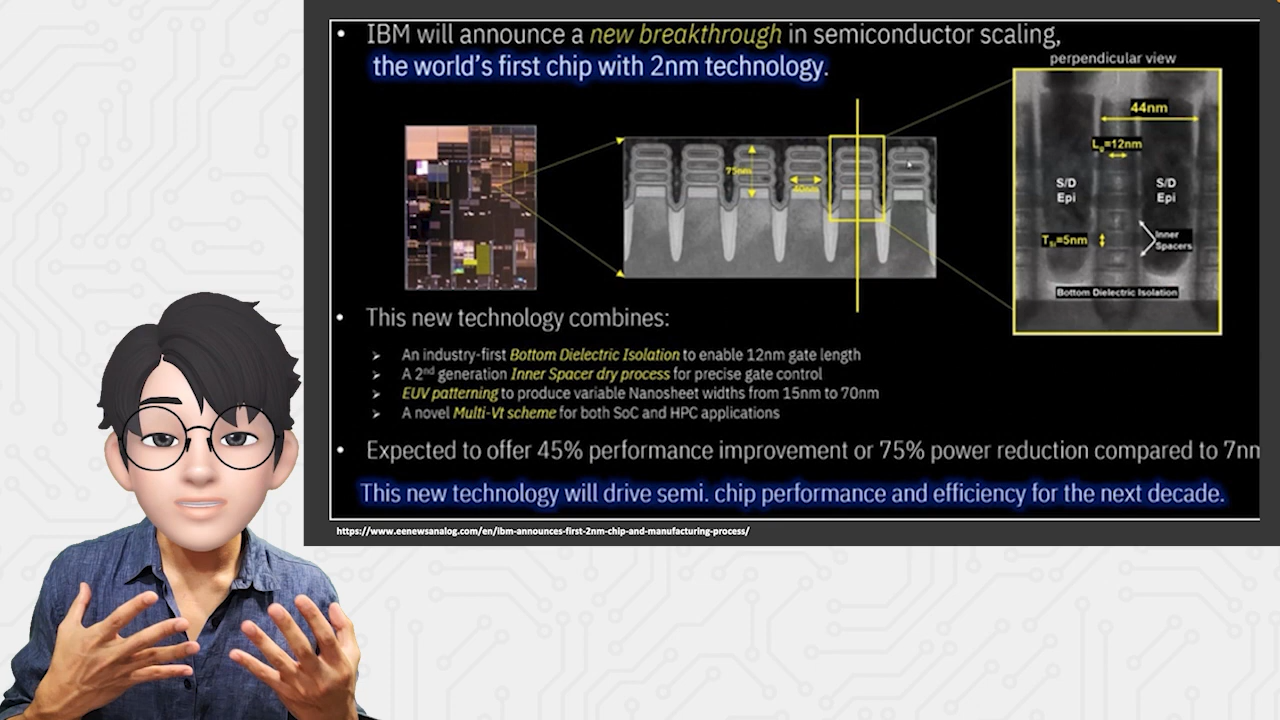 • IBM will announce a new breakthrough in semiconductor scaling,
the world's first chip with 2nm technology.
perpendicular view
44nm
Lg=12nm
75nm
40nm
S/D
Epi
S/D
Epi
TSi=5nm
Inner
Spacers
Bottom Dielectric Isolation
• This new technology combines:
➢ An industry-first Bottom Dielectric Isolation to enable 12nm gate length
➢ A 2nd generation Inner Spacer dry process for precise gate control
➢ EUV patterning to produce variable Nanosheet widths from 15nm to 70nm
➢ A novel Multi-Vt scheme for both SoC and HPC applications
• Expected to offer 45% performance improvement or 75% power reduction compared to 7nm
This new technology will drive semi. chip performance and efficiency for the next decade.
https://www.eenewsanalog.com/en/ibm-announces-first-2nm-chip-and-manufacturing-process/